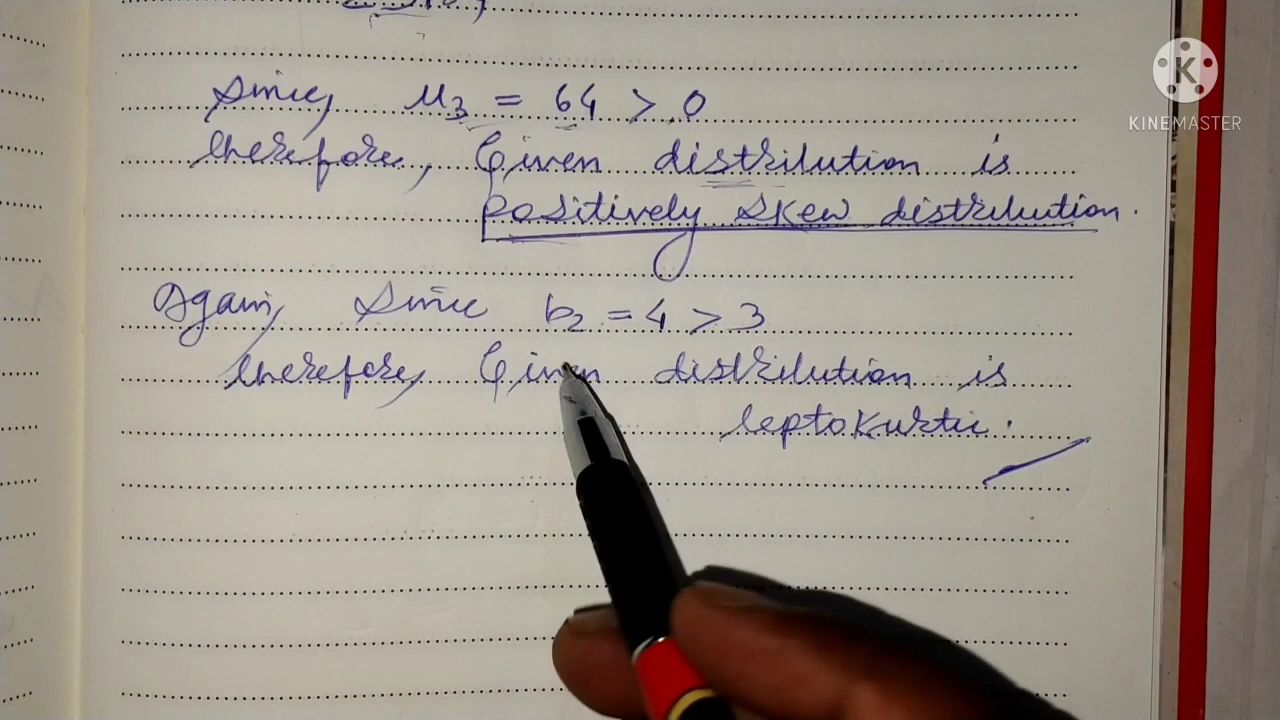 Since, μ3 = 64 > 0
therefore, Given distribution is
positively skew distribution.
Again, Since b2 = 4 > 3
therefore, Given distribution is
leptokurtic.
K
KINEMASTER